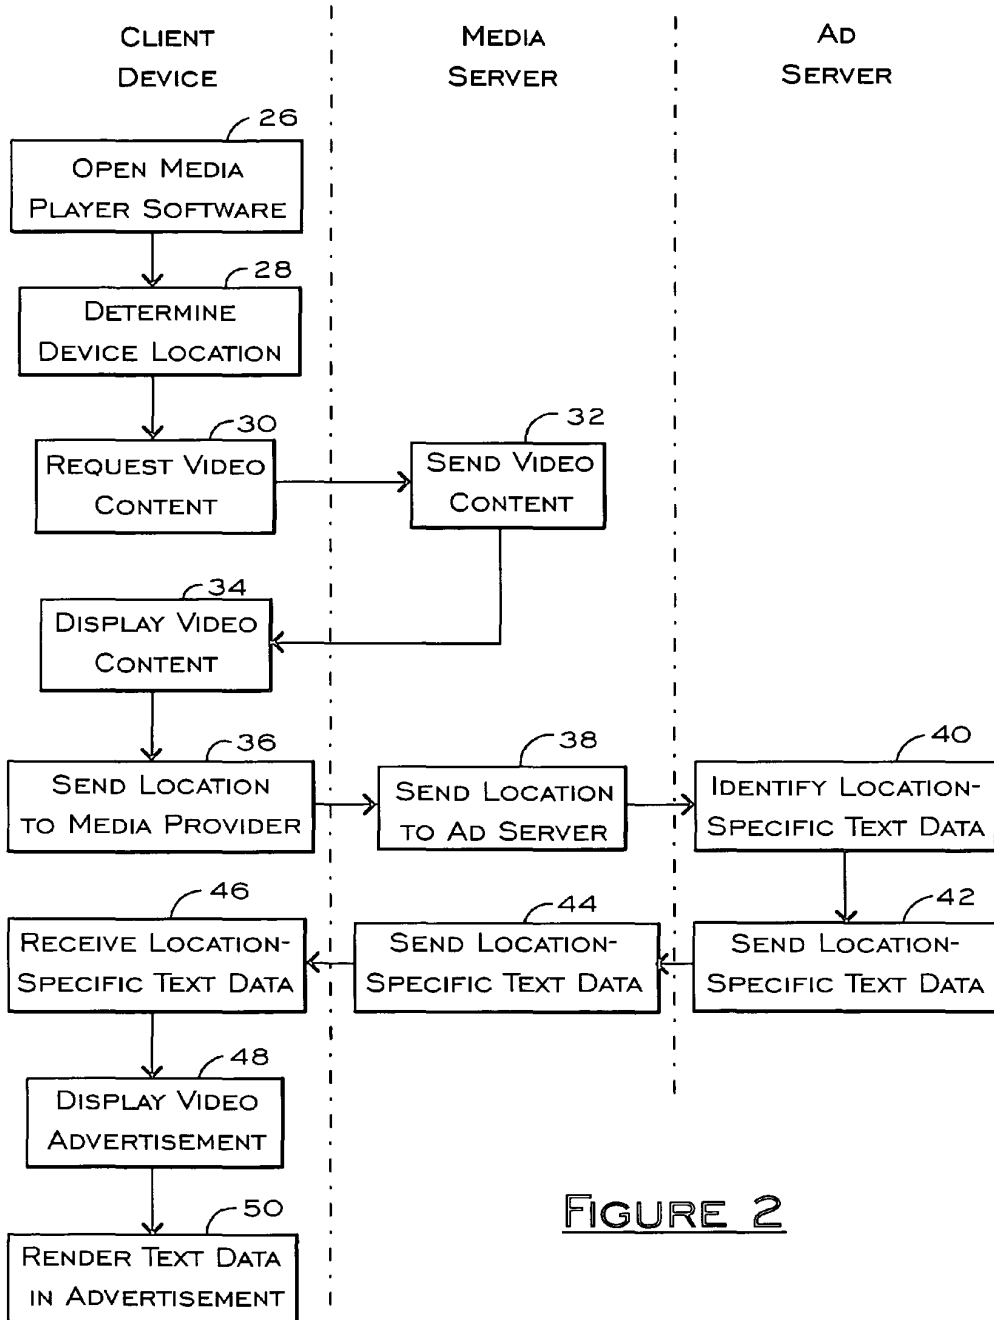 CLIENT
DEVICE
MEDIA
SERVER
AD
SERVER
26
OPEN MEDIA
PLAYER SOFTWARE
28
DETERMINE
DEVICE LOCATION
30
REQUEST VIDEO
CONTENT
32
SEND VIDEO
CONTENT
34
DISPLAY VIDEO
CONTENT
36
SEND LOCATION
TO MEDIA PROVIDER
38
SEND LOCATION
TO AD SERVER
40
IDENTIFY LOCATION-
SPECIFIC TEXT DATA
42
SEND LOCATION-
SPECIFIC TEXT DATA
44
SEND LOCATION-
SPECIFIC TEXT DATA
46
RECEIVE LOCATION-
SPECIFIC TEXT DATA
48
DISPLAY VIDEO
ADVERTISEMENT
50
RENDER TEXT DATA
IN ADVERTISEMENT
FIGURE 2